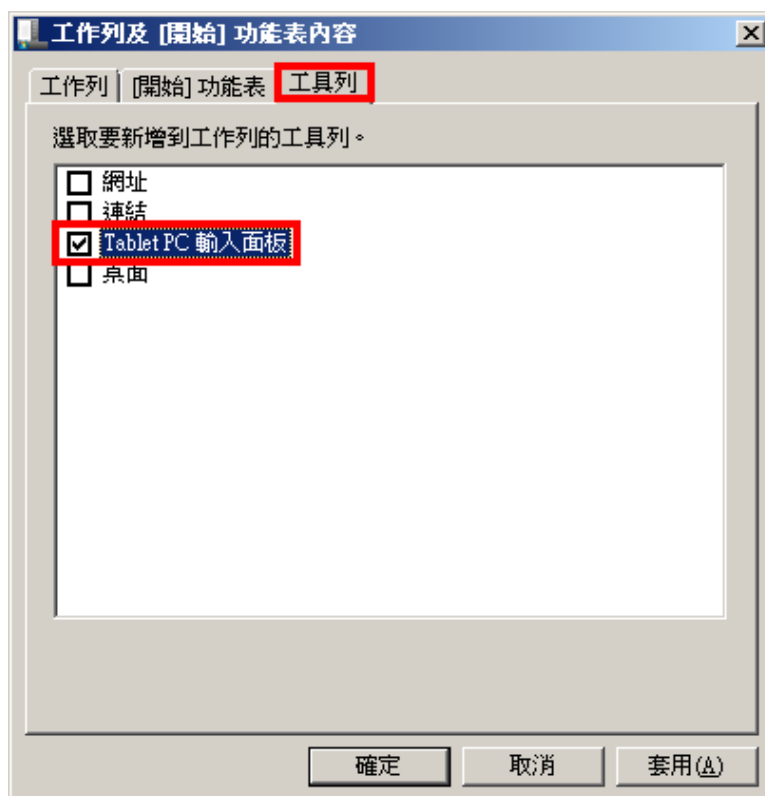 工作列及 [開始] 功能表內容
工作列 [開始] 功能表 工具列
選取要新增到工作列的工具列。
網址
連結
Tablet PC 輸入面板
桌面
確定 取消 套用(A)